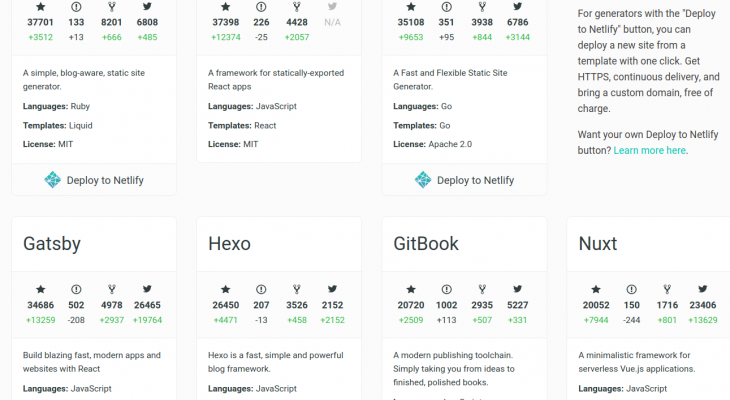 37701 133 8201 6808
+3512 +13 +666 +485
A simple, blog-aware, static site
generator.
Languages: Ruby
Templates: Liquid
License: MIT
Deploy to Netlify
37398 226 4428 N/A
+12374 -25 +2057
A framework for statically-exported
React apps
Languages: JavaScript
Templates: React
License: MIT
35108 351 3938 6786
+9653 +95 +844 +3144
A Fast and Flexible Static Site
Generator.
Languages: Go
Templates: Go
License: Apache 2.0
Deploy to Netlify
For generators with the "Deploy
to Netlify" button, you can
deploy a new site from a
template with one click. Get
HTTPS, continuous delivery, and
bring a custom domain, free of
charge.
Want your own Deploy to Netlify
button? Learn more here.
Gatsby
34686 502 4978 26465
+13259 -208 +2937 +19764
Build blazing fast, modern apps and
websites with React
Languages: JavaScript
Hexo
26450 207 3526 2152
+4471 -13 +458 +2152
Hexo is a fast, simple and powerful
blog framework.
Languages: JavaScript
GitBook
20720 1002 2935 5227
+2509 +113 +507 +331
A modern publishing toolchain.
Simply taking you from ideas to
finished, polished books.
Nuxt
20052 150 1716 23406
+7944 -244 +801 +13629
A minimalistic framework for
serverless Vue.js applications.
Languages: JavaScript